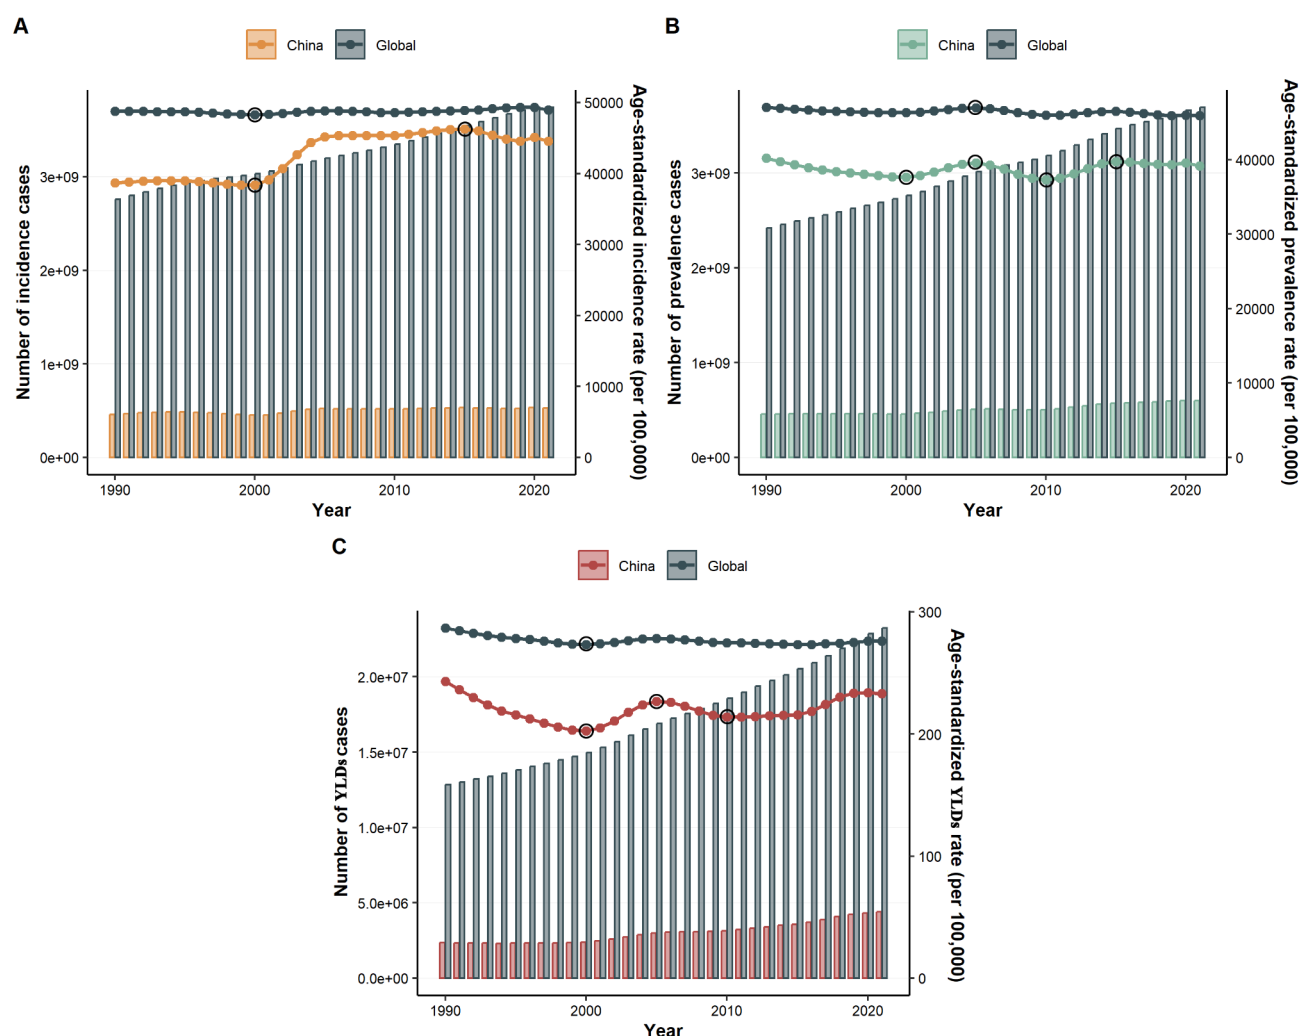 A
China
Global
Number of incidence cases
3e+09
2e+09
1e+09
0e+00
50000
40000
30000
20000
10000
0
Age-standardized incidence rate (per 100,000)
1990
2000
2010
2020
Year
B
China
Global
Number of prevalence cases
3e+09
2e+09
1e+09
0e+00
40000
30000
20000
10000
0
Age-standardized prevalence rate (per 100,000)
1990
2000
2010
2020
Year
C
China
Global
Number of YLDs cases
2.0e+07
1.5e+07
1.0e+07
5.0e+06
0.0e+00
300
200
100
0
Age-standardized YLDs rate (per 100,000)
1990
2000
2010
2020
Year